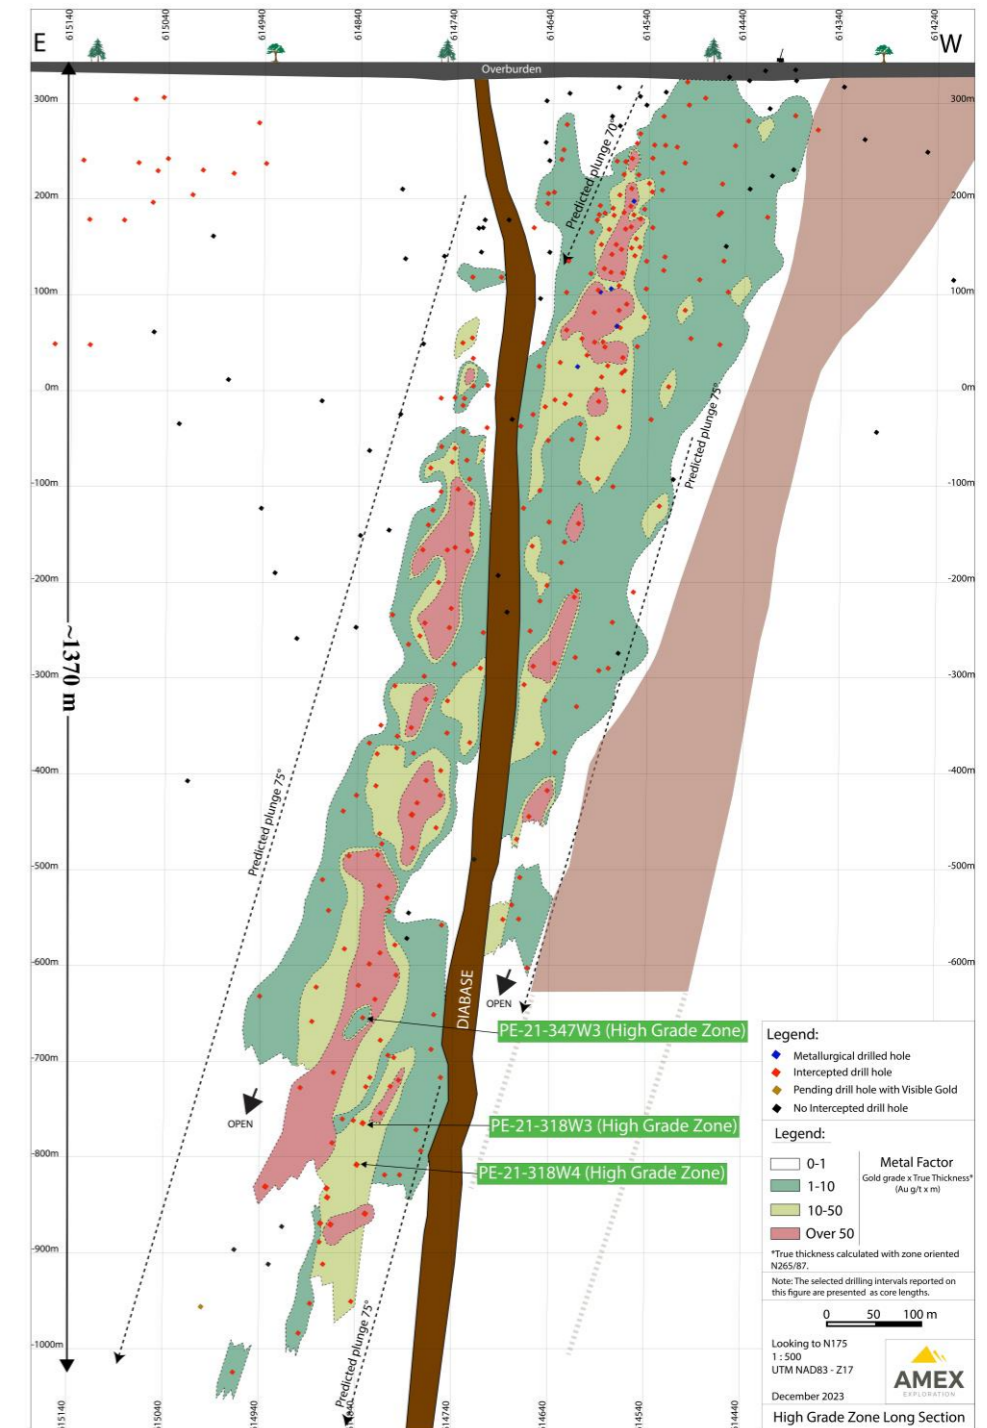 615140
615040
614940
614840
614740
614640
614540
614440
614340
614240
E
W
Overburden
300m
300m
200m
200m
100m
100m
0m
0m
-100m
-100m
-200m
-200m
-300m
-300m
-400m
-400m
-500m
-500m
-600m
-600m
-700m
-800m
-900m
-1000m
~1370 m
Predicted plunge 70°
Predicted plunge 75°
Predicted plunge 75°
Predicted plunge 75°
DIABASE
OPEN
OPEN
PE-21-347W3 (High Grade Zone)
PE-21-318W3 (High Grade Zone)
PE-21-318W4 (High Grade Zone)
Legend:
Metallurgical drilled hole
Intercepted drill hole
Pending drill hole with Visible Gold
No Intercepted drill hole
Legend:
0-1
1-10
10-50
Over 50
Metal Factor
Gold grade x True Thickness*
(Au g/t x m)
*True thickness calculated with zone oriented
N265/87.
Note: The selected drilling intervals reported on
this figure are presented as core lengths.
0 50 100 m
Looking to N175
1 : 500
UTM NAD83 - Z17
December 2023
AMEX
EXPLORATION
High Grade Zone Long Section
615040
614940
614740
614640
614540
614440